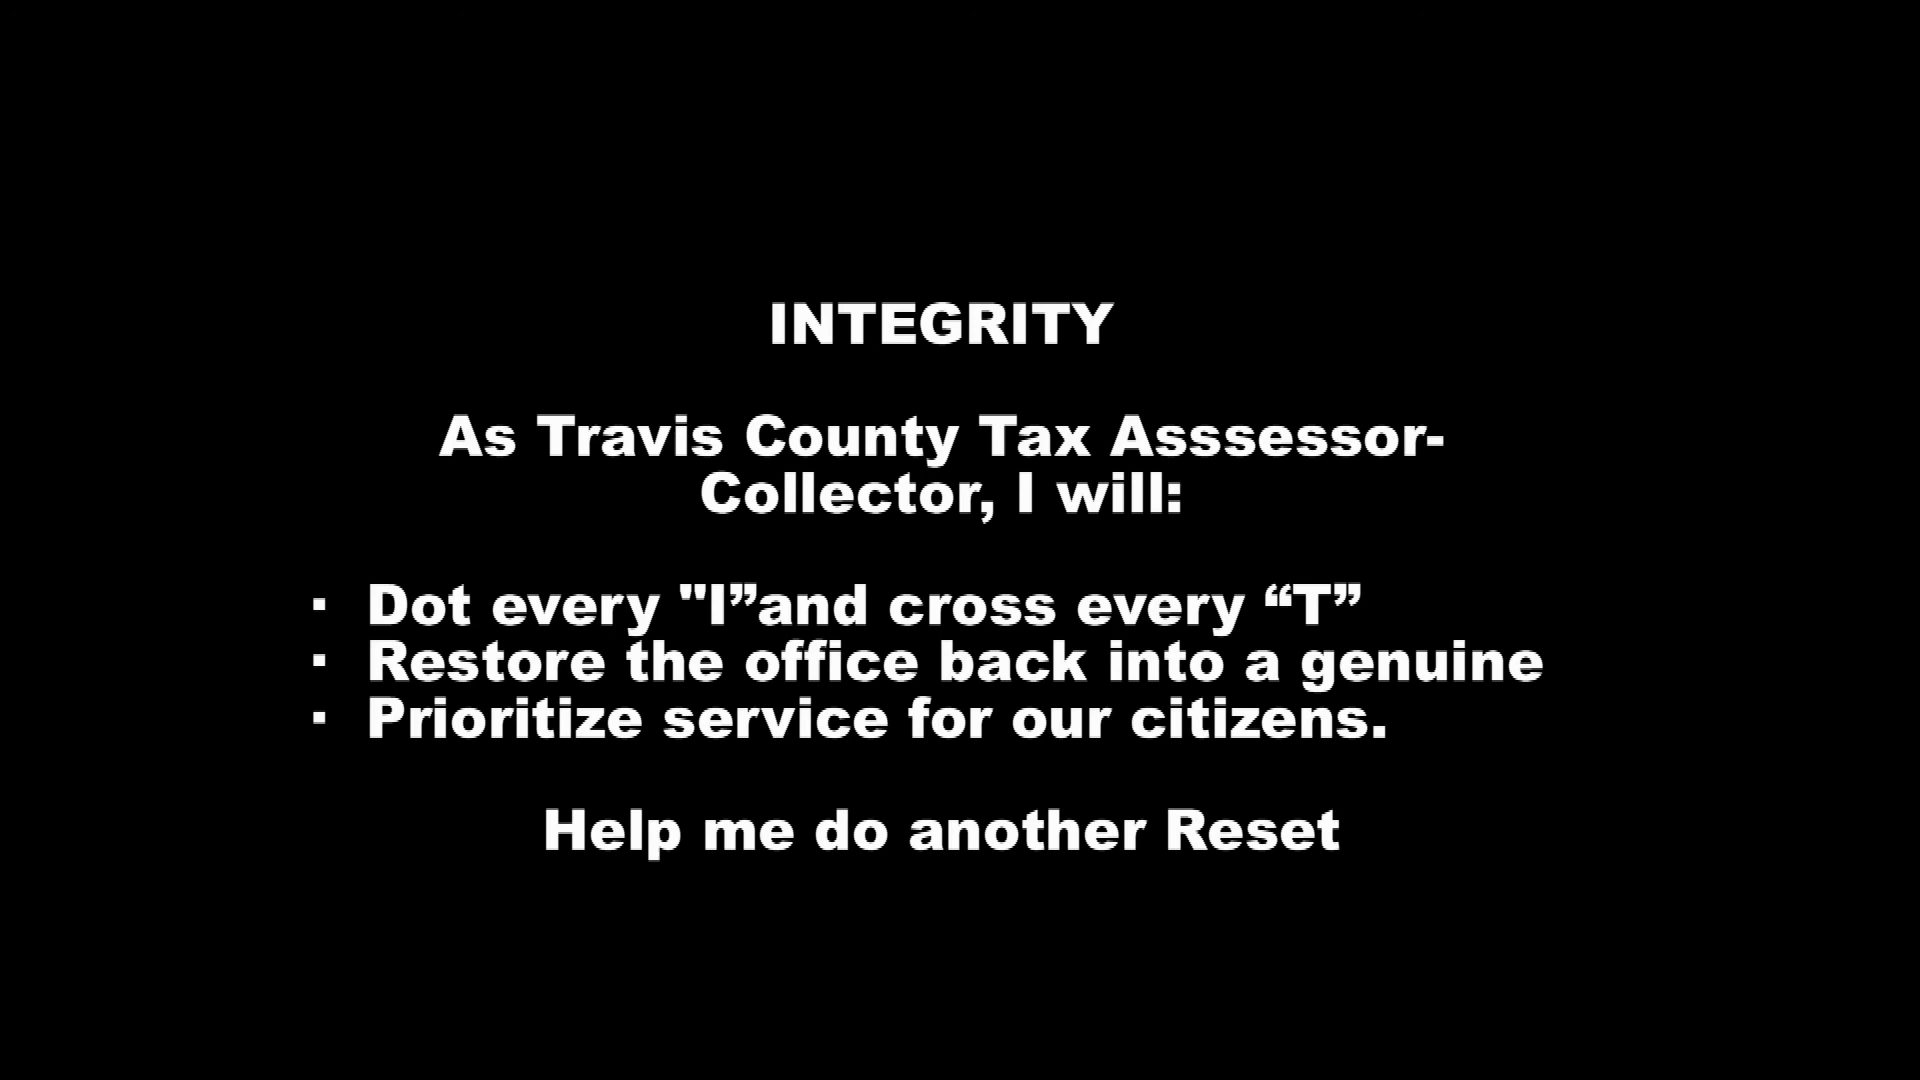 INTEGRITY
As Travis County Tax Asssessor-
Collector, I will:
▪ Dot every "I”and cross every “T”
▪ Restore the office back into a genuine
▪ Prioritize service for our citizens.
Help me do another Reset